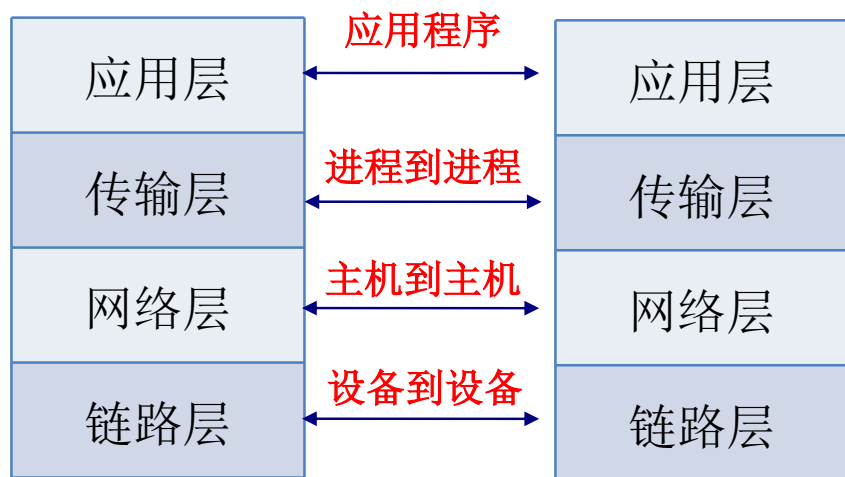 应用程序
应用层
应用层
进程到进程
传输层
传输层
主机到主机
网络层
网络层
设备到设备
链路层
链路层